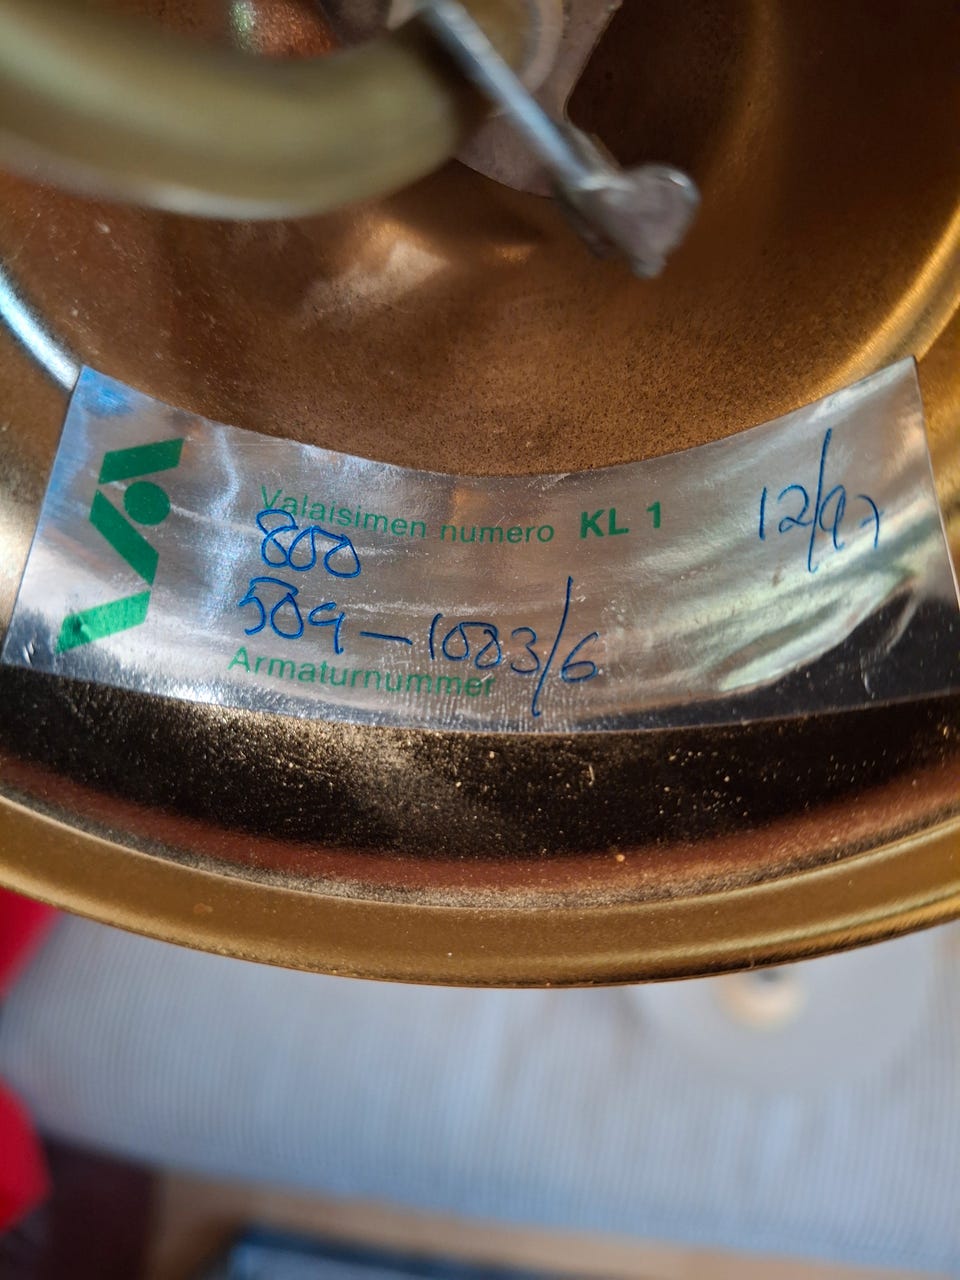 Valaisimen numero KL 1 12/97
800
509-1003/6
Armaturnummer